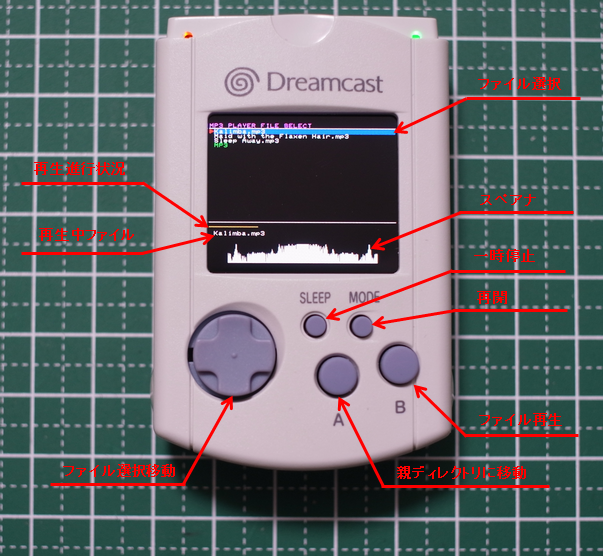 Dreamcast
ファイル選択
MP3 PLAYER FILE SELECT
Kalimba.mp3
Maid with the Flaxen Hair.mp3
Sleep Away.mp3
MP3
再生進行状況
スペアナ
再生中ファイル
Kalimba.mp3
一時停止
SLEEP
MODE
再開
A
B
ファイル再生
ファイル選択移動
親ディレクトリに移動